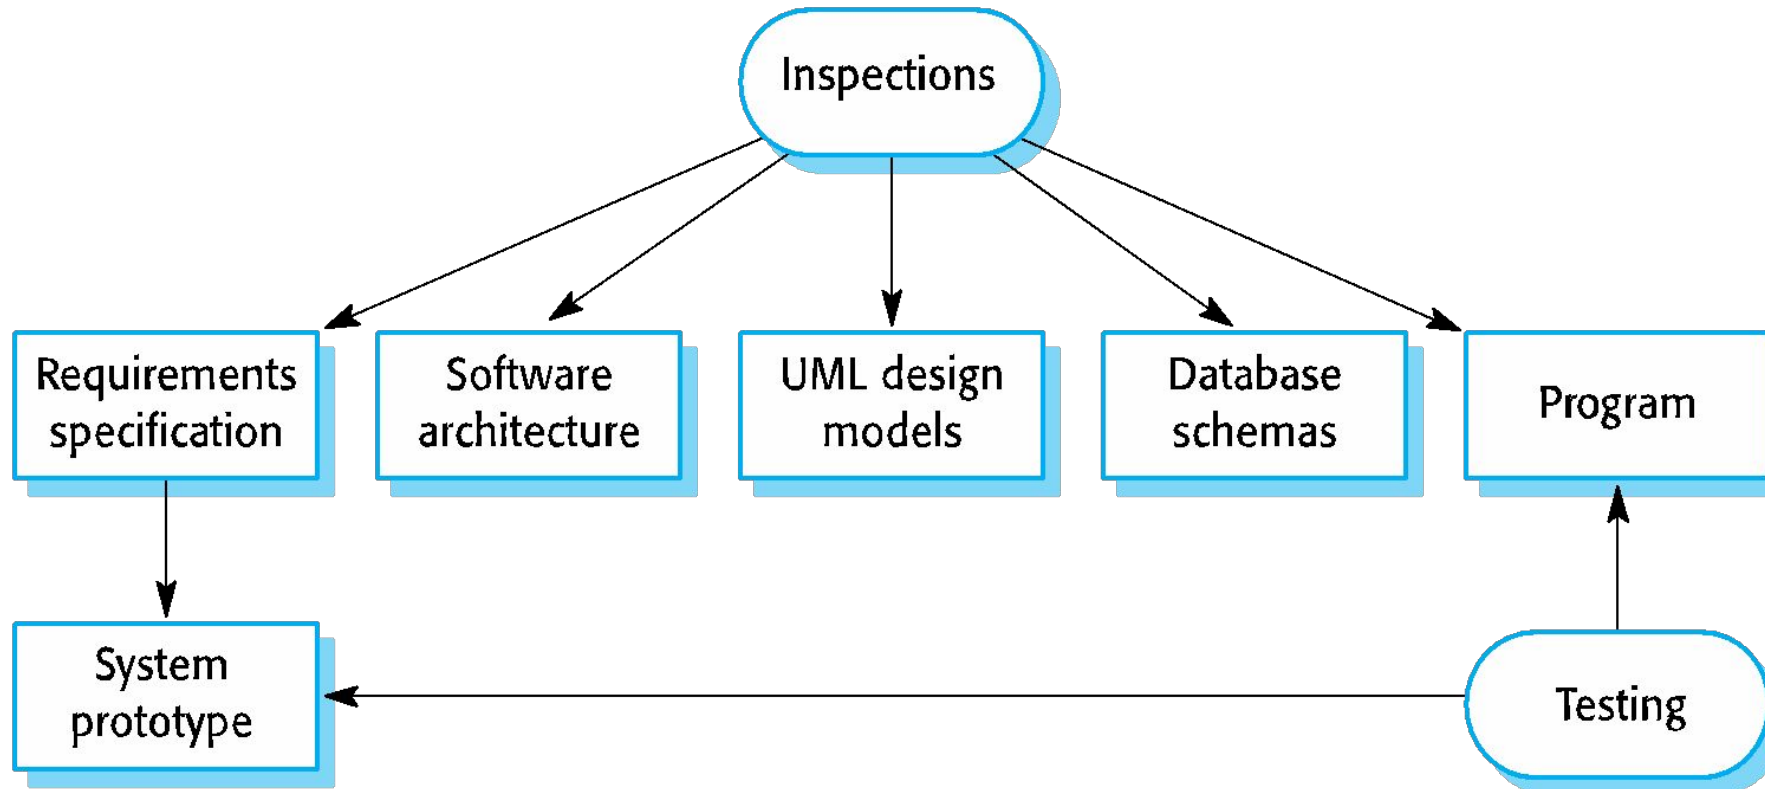 Inspections
Requirements
specification
Software
architecture
UML design
models
Database
schemas
Program
System
prototype
Testing